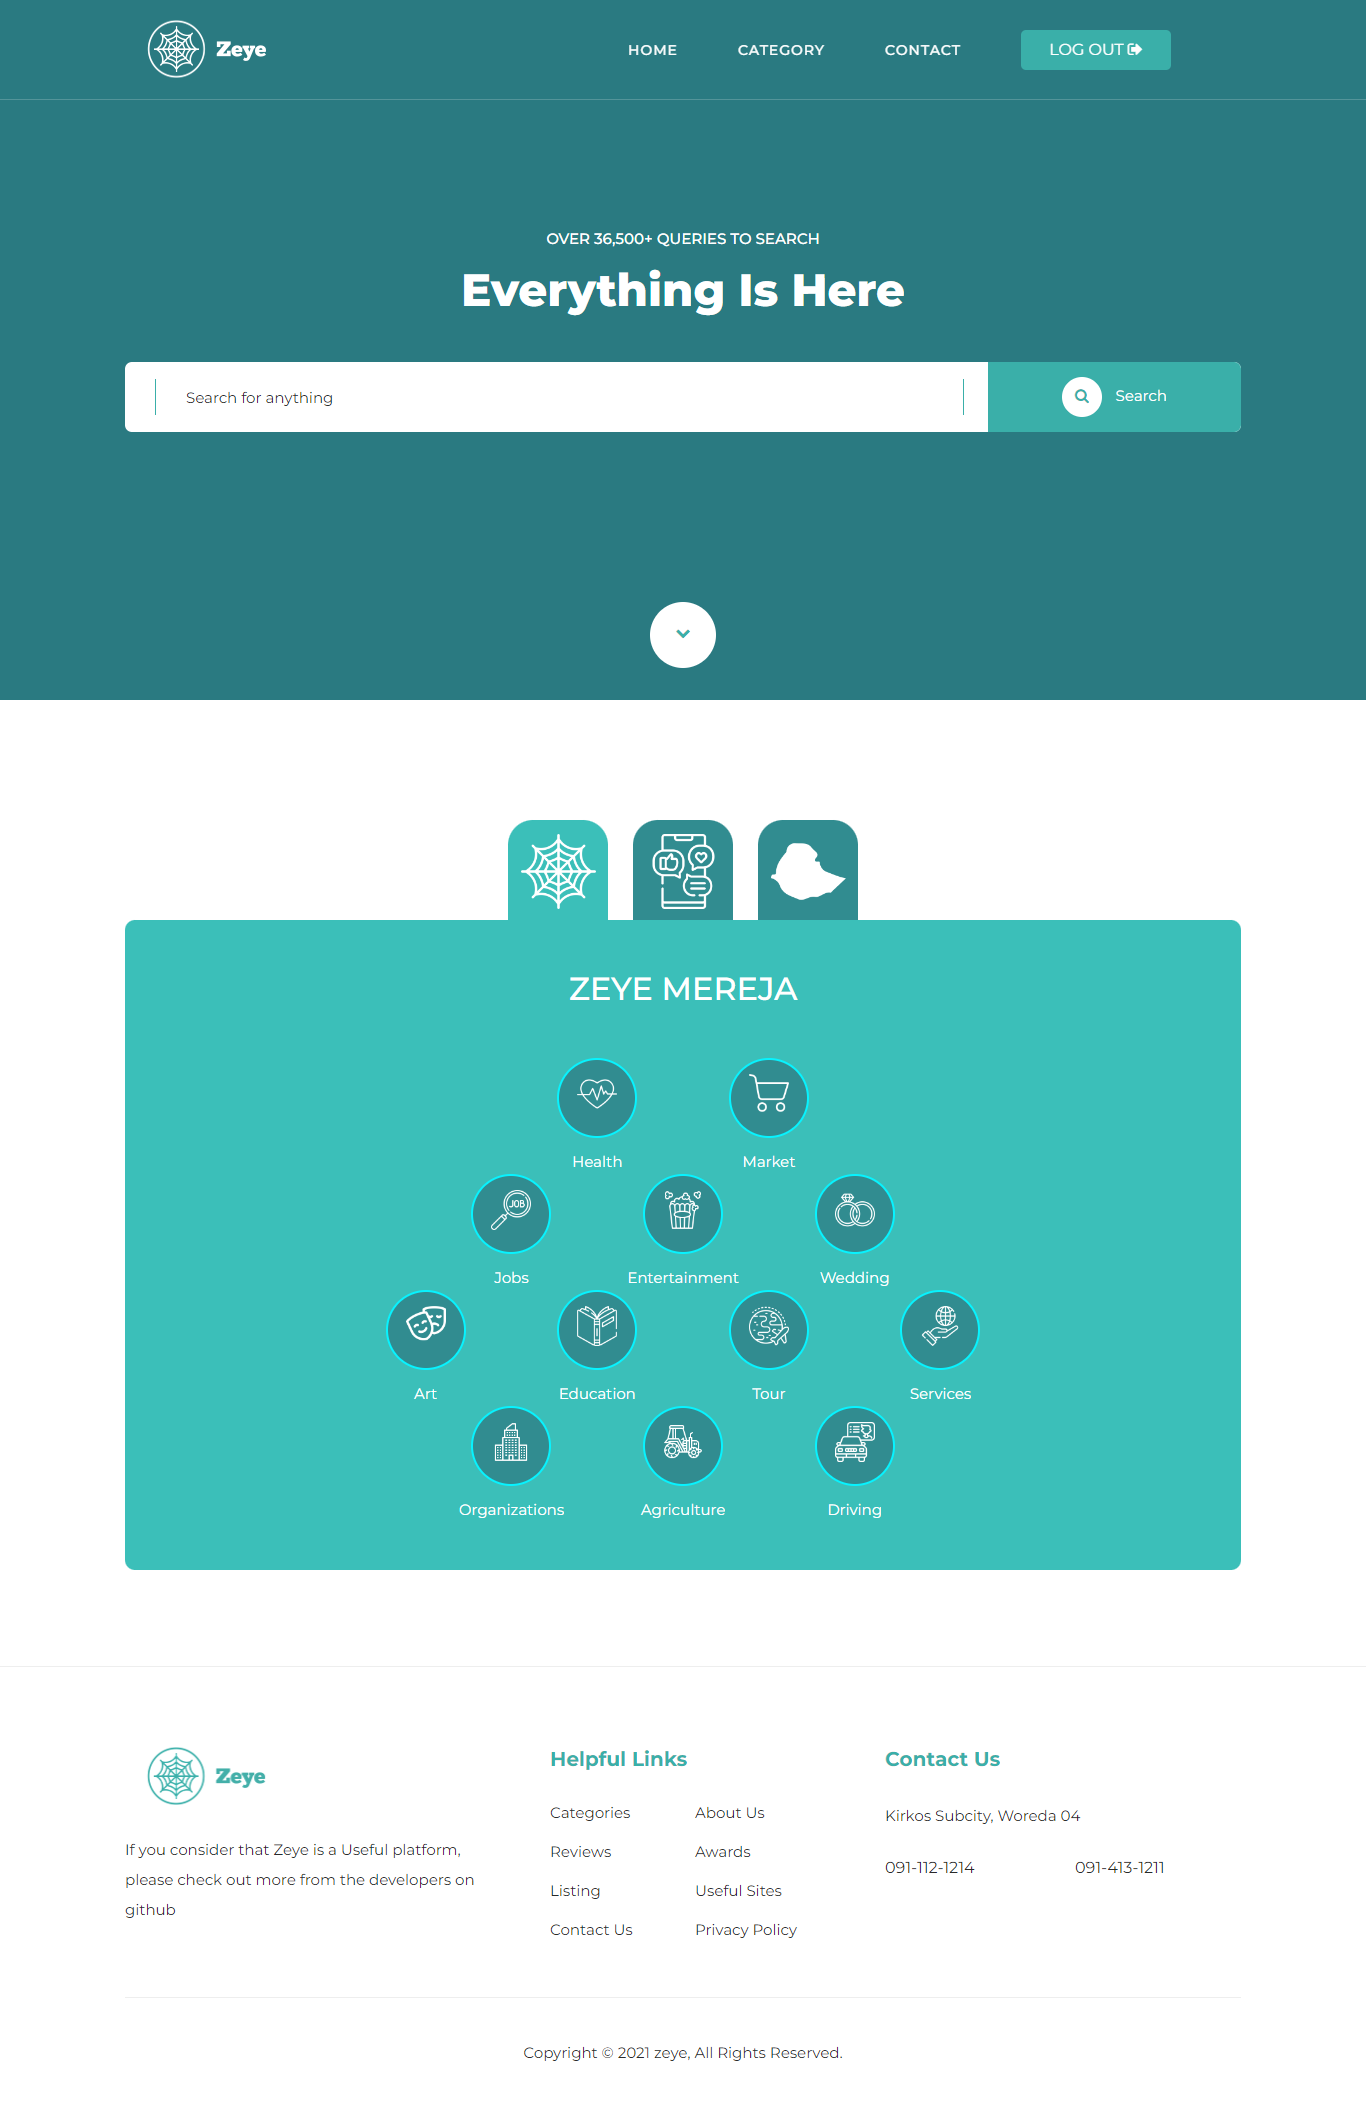 Zeye
HOME CATEGORY CONTACT LOG OUT
OVER 36,500+ QUERIES TO SEARCH
Everything Is Here
Search for anything
Search
ZEYE MEREJA
Health Market
JOB
Jobs Entertainment Wedding
Art Education Tour Services
Organizations Agriculture Driving
Zeye
If you consider that Zeye is a Useful platform,
please check out more from the developers on
github
Helpful Links
Categories About Us
Reviews Awards
Listing Useful Sites
Contact Us Privacy Policy
Contact Us
Kirkos Subcity, Woreda 04
091-112-1214 091-413-1211
Copyright © 2021 zeye, All Rights Reserved.